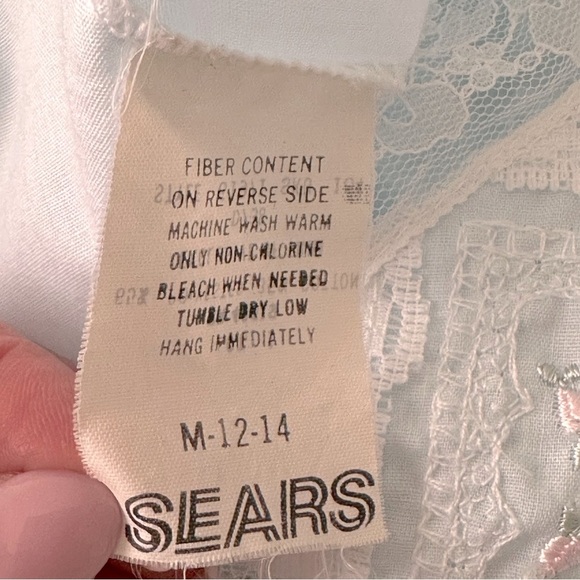 FIBER CONTENT
ON REVERSE SIDE
MACHINE WASH WARM
ONLY NON-CHLORINE
BLEACH WHEN NEEDED
TUMBLE DRY LOW
HANG IMMEDIATELY
M-12-14
SEARS